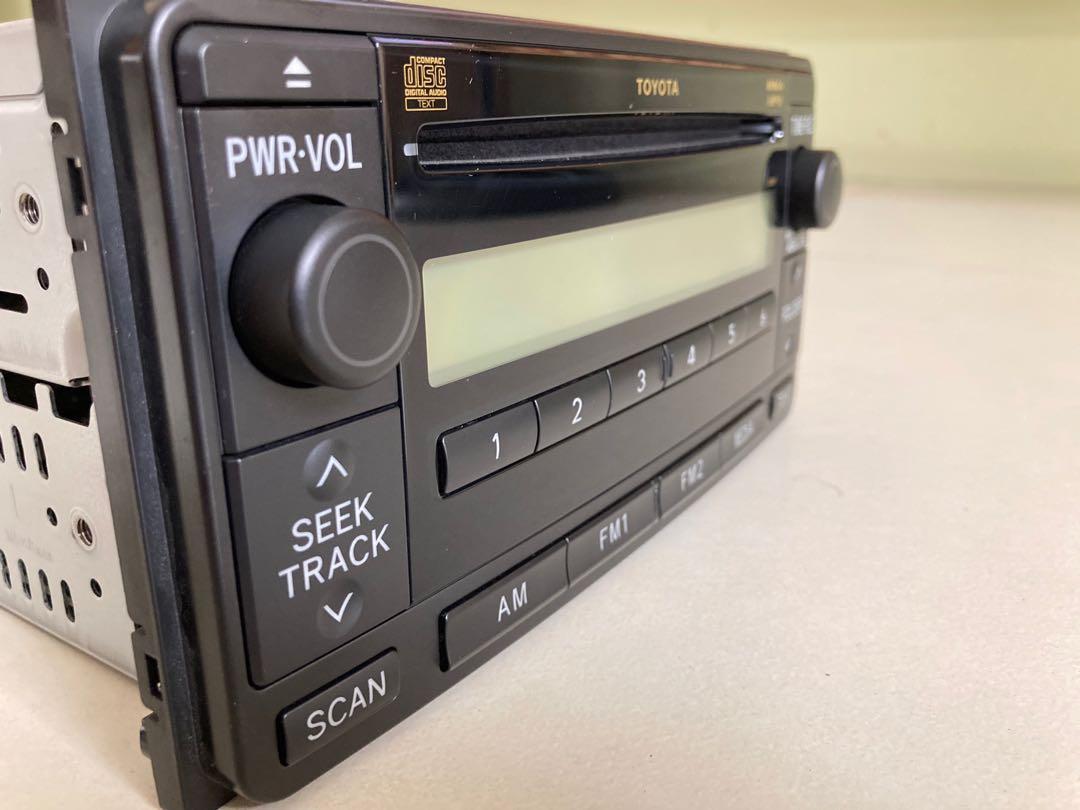 COMPACT
disc
DIGITAL AUDIO
TEXT
TOYOTA
PWR·VOL
1
2
3
4
5
6
SEEK
TRACK
AM
FM1
FM2
SCAN